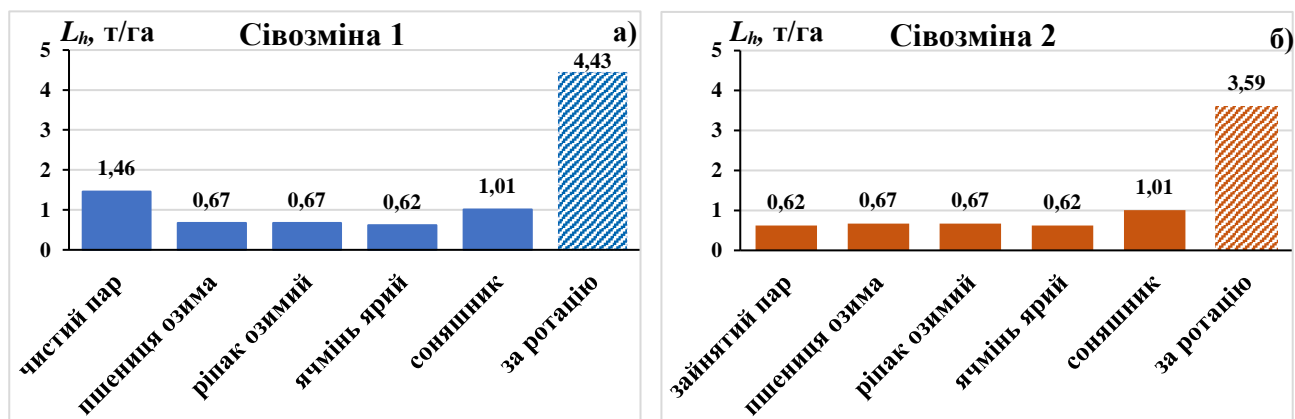 Lh, т/га Сівозміна 1 а)
5
4
3
2
1
0
1,46
0,67
0,67
0,62
1,01
4,43
чистий пар
пшениця озима
ріпак озимий
ячмінь ярий
соняшник
за ротацію
Lh, т/га Сівозміна 2 б)
5
4
3
2
1
0
0,62
0,67
0,67
0,62
1,01
3,59
зайнятий пар
пшениця озима
ріпак озимий
ячмінь ярий
соняшник
за ротацію